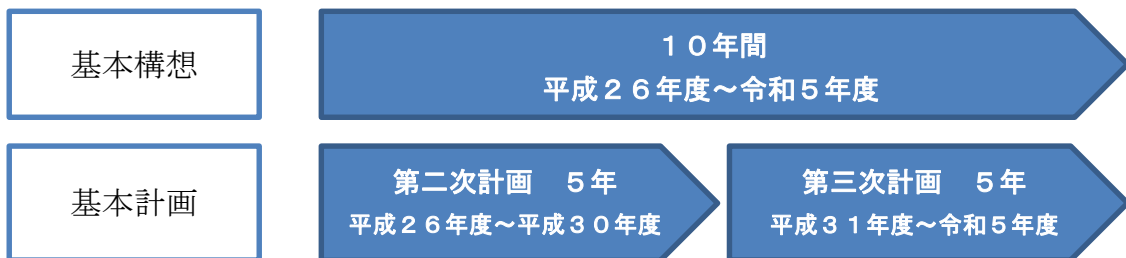 基本構想
１０年間
平成２６年度～令和５年度
基本計画
第二次計画　５年
平成２６年度～平成３０年度
第三次計画　５年
平成３１年度～令和５年度